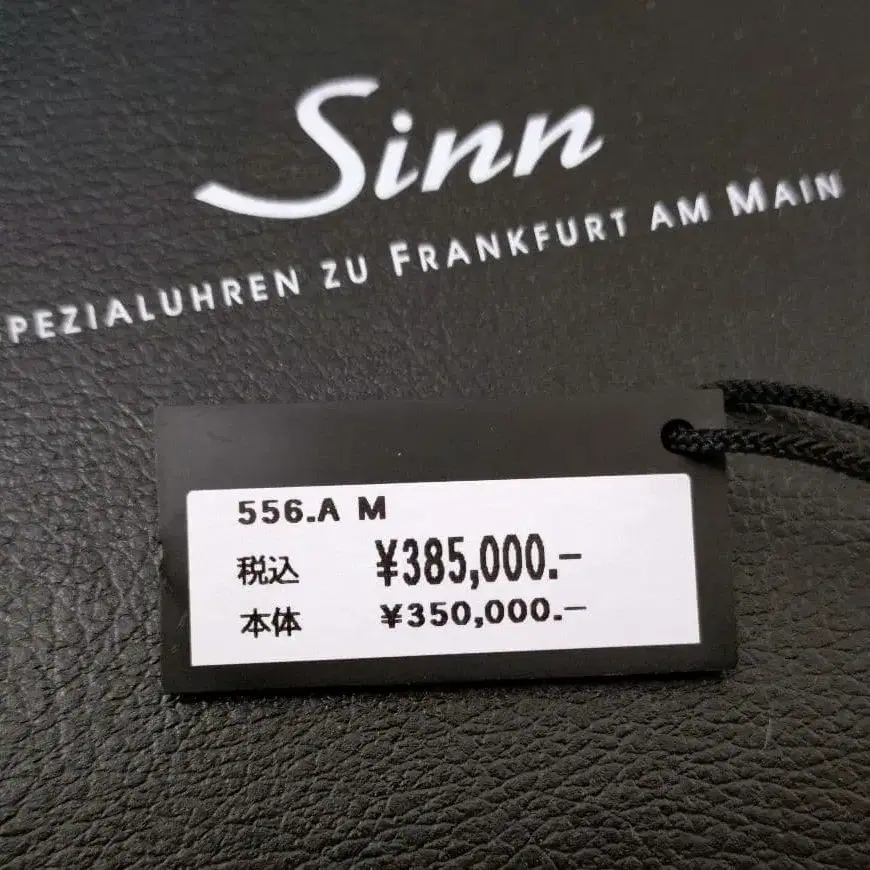 Sinn
PEZIALUHREN ZU FRANKFURT AM MAIN
556.A M
税込 ¥385,000.−
本体 ¥350,000.−